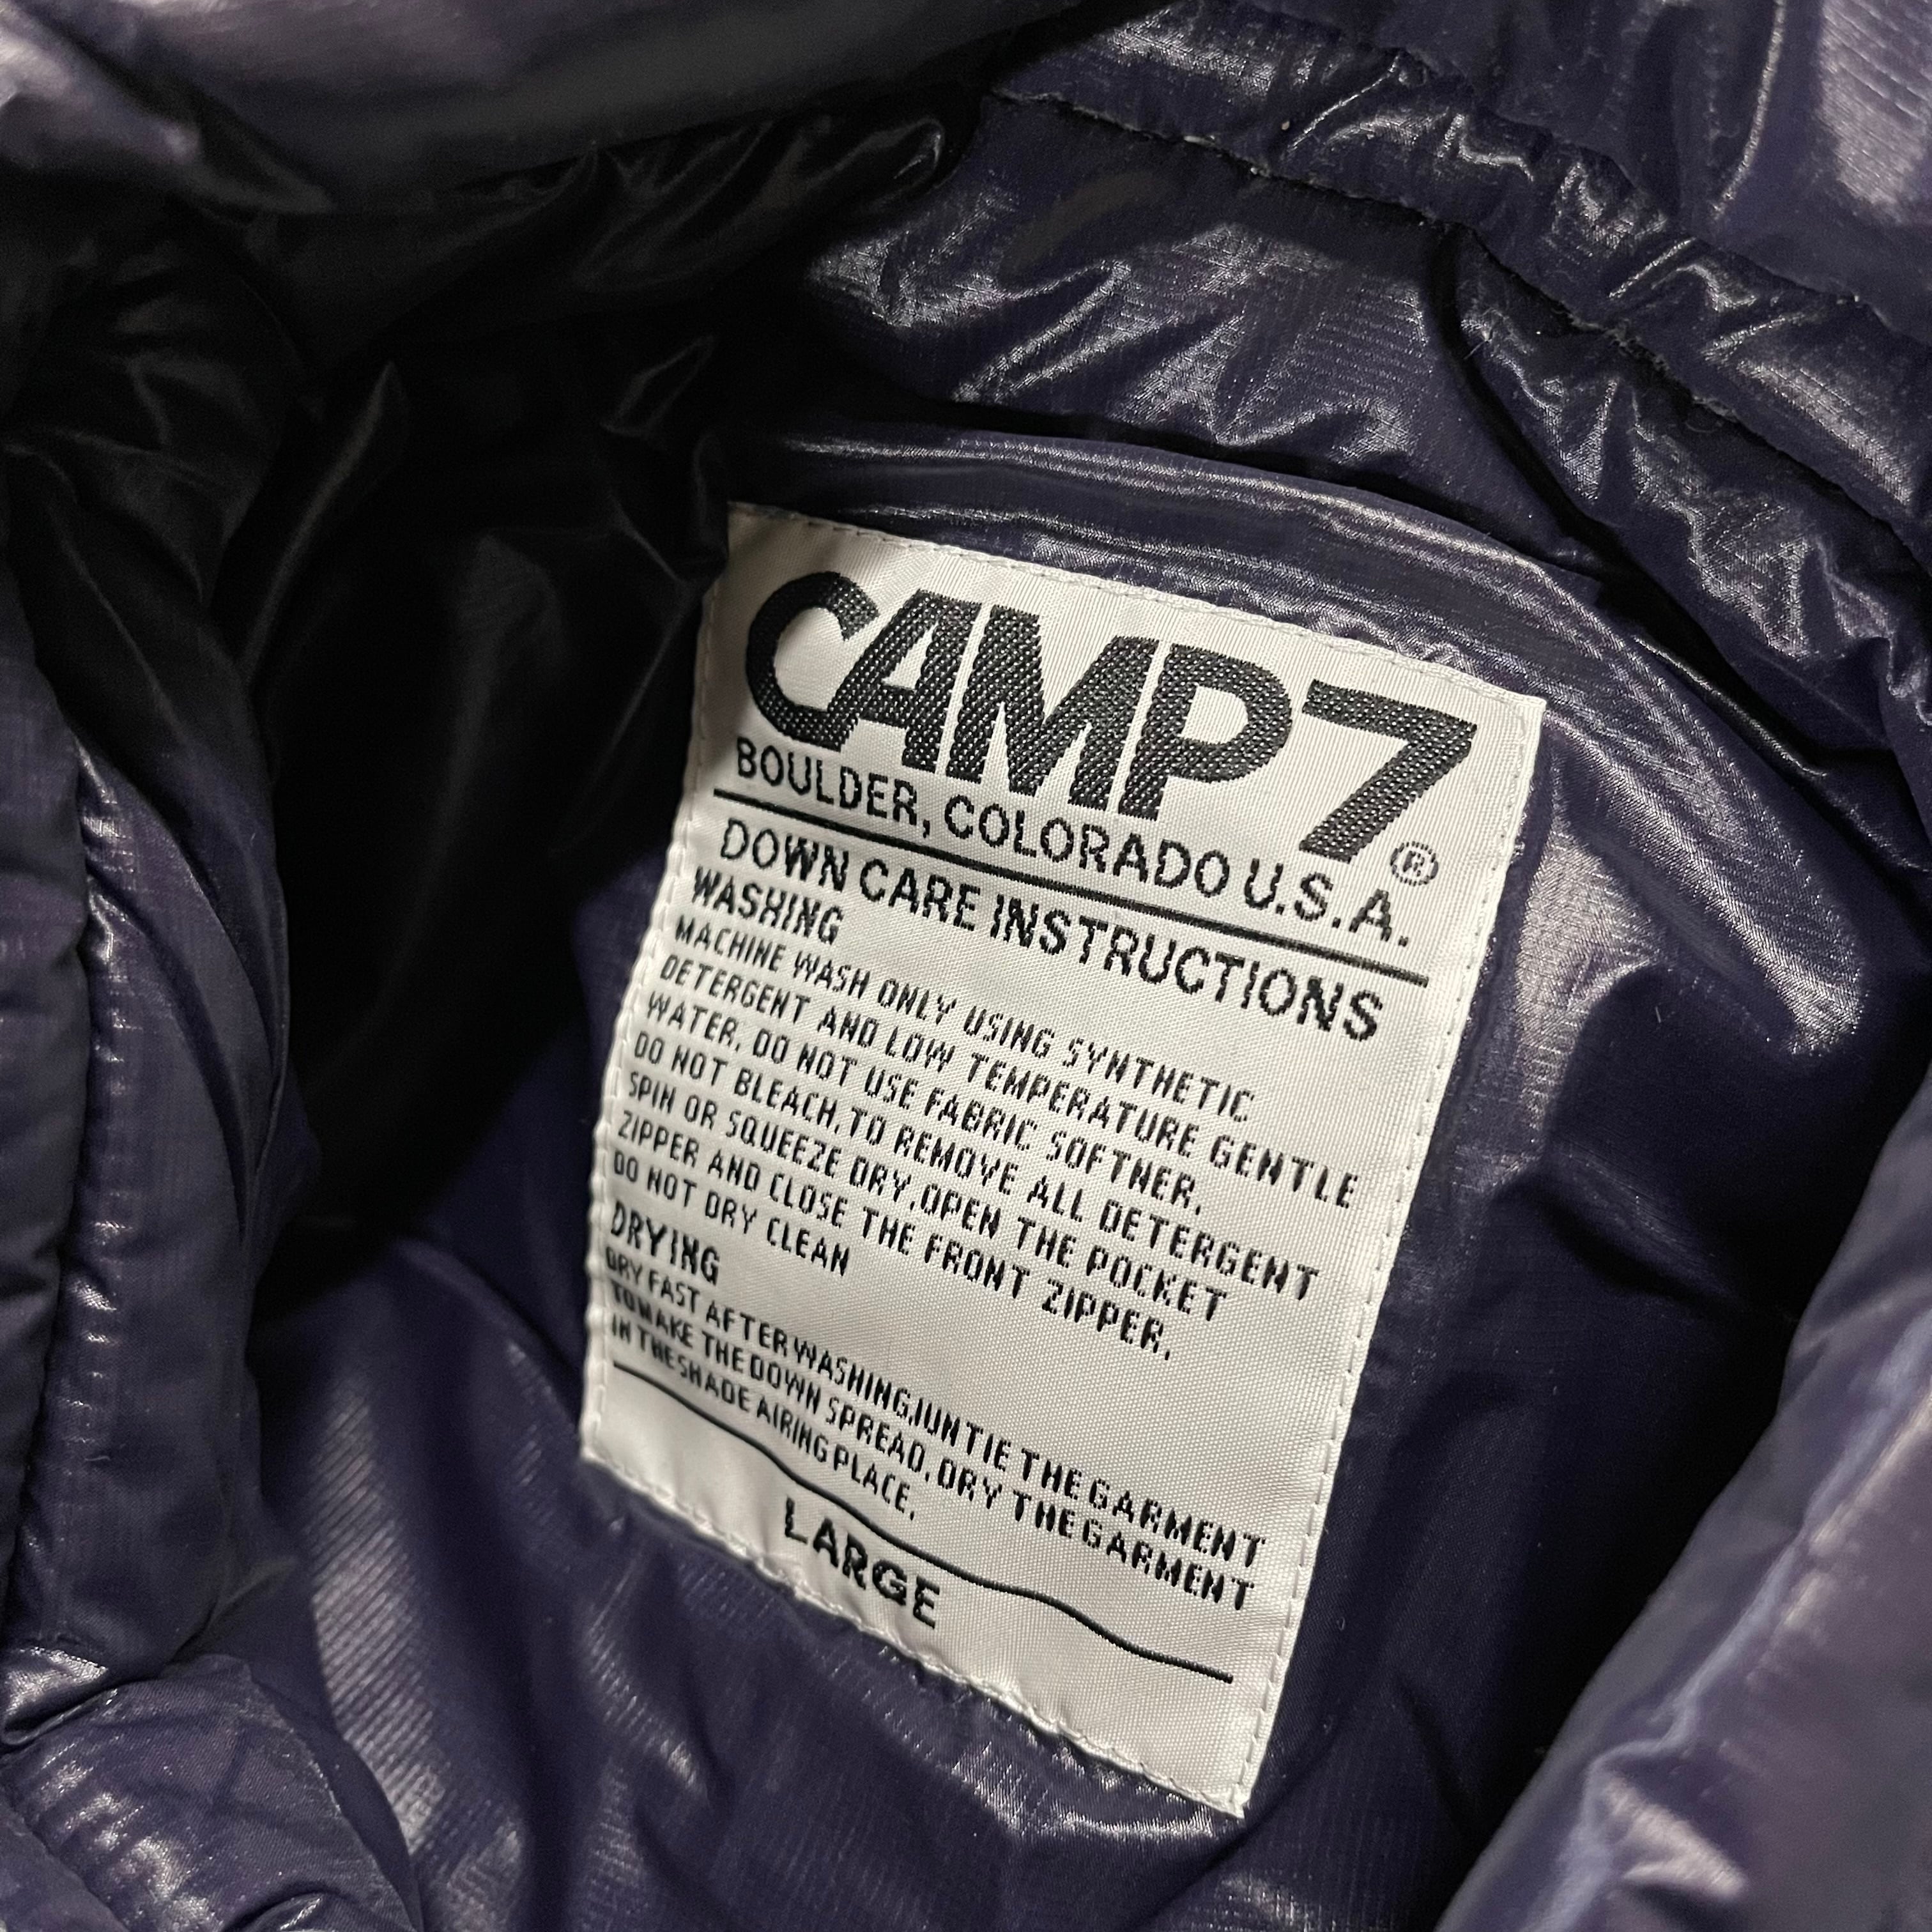 CAMP7®
BOULDER, COLORADO U.S.A.
DOWN CARE INSTRUCTIONS
WASHING
MACHINE WASH ONLY USING SYNTHETIC
DETERGENT AND LOW TEMPERATURE GENTLE
WATER. DO NOT USE FABRIC SOFTNER.
DO NOT BLEACH,TO REMOVE ALL DETERGENT
SPIN OR SQUEEZE DRY.OPEN THE POCKET
ZIPPER AND CLOSE THE FRONT ZIPPER.
DO NOT DRY CLEAN
DRYING
DRY FAST AFTER WASHING,IUNTIE THE GARMENT
TO MAKE THE DOWN SPREAD. DRY THE GARMENT
IN THE SHADE AIRING PLACE.
LARGE